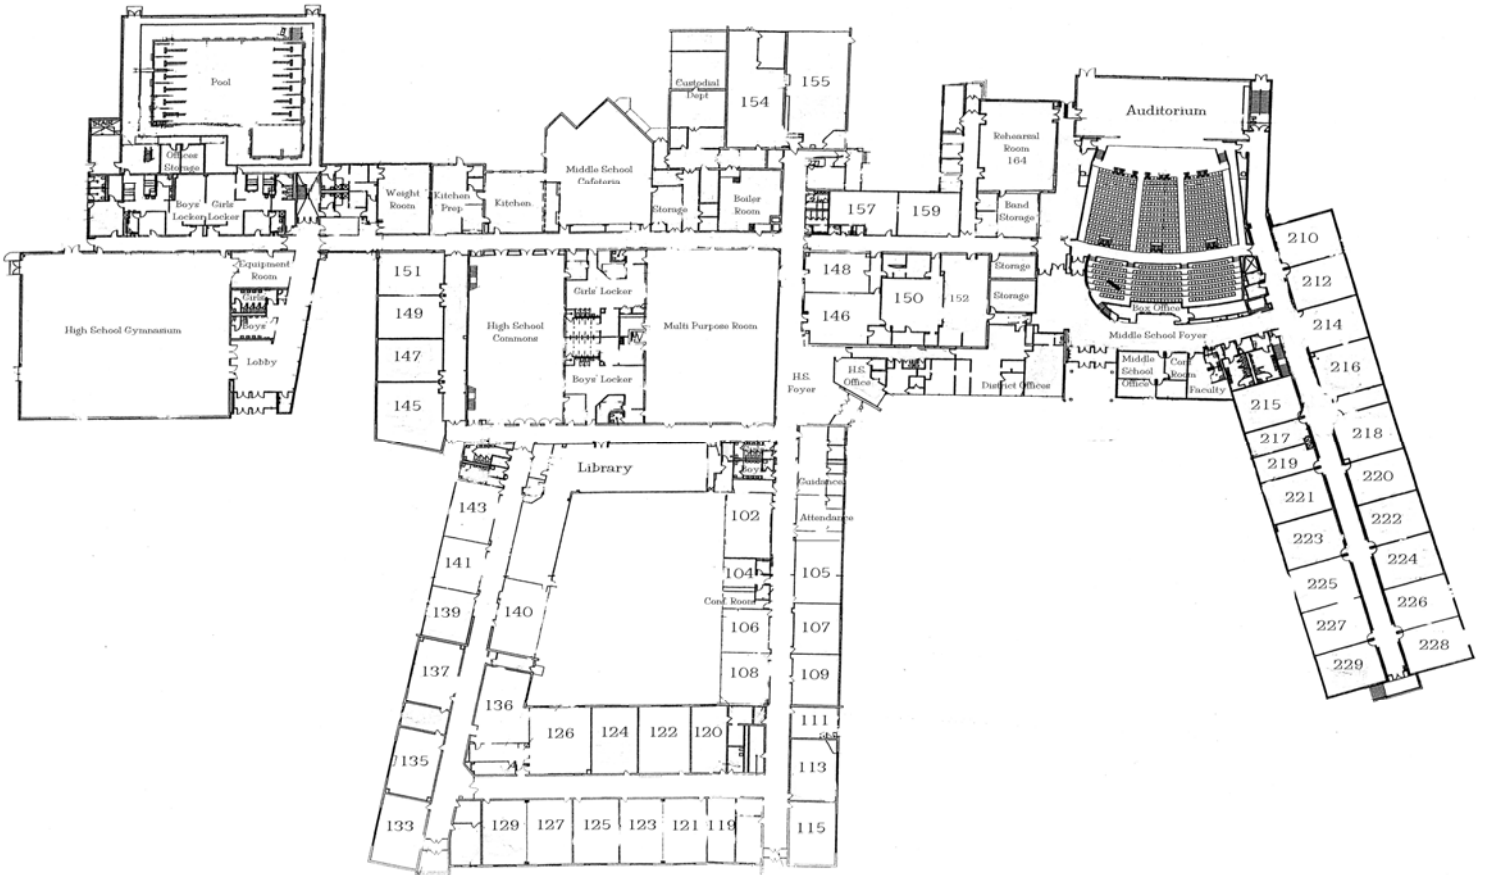 Pool
Offices
Storage
Boys'
Locker
Girls'
Locker
Weight
Room
Kitchen
Prep
Kitchen
Middle School
Cafeteria
Storage
Custodial
Dept
154
155
Boiler
Room
157
159
Rehearsal
Room
164
Band
Storage
Auditorium
High School Gymnasium
Equipment
Room
Girls
Boys
Lobby
151
149
147
145
High School
Commons
Girls' Locker
Boys' Locker
Multi Purpose Room
148
146
150
152
Storage
Storage
H.S.
Foyer
H.S.
Office
District Offices
Box Office
Middle School Foyer
Middle
School
Office
Conf.
Room
Faculty
210
212
214
216
218
220
222
224
226
228
215
217
219
221
223
225
227
229
Library
Boys
Guidance
Attendance
102
104
Conf. Room
106
108
105
107
109
111
113
115
143
141
139
137
135
133
140
136
126
124
122
120
129
127
125
123
121
119